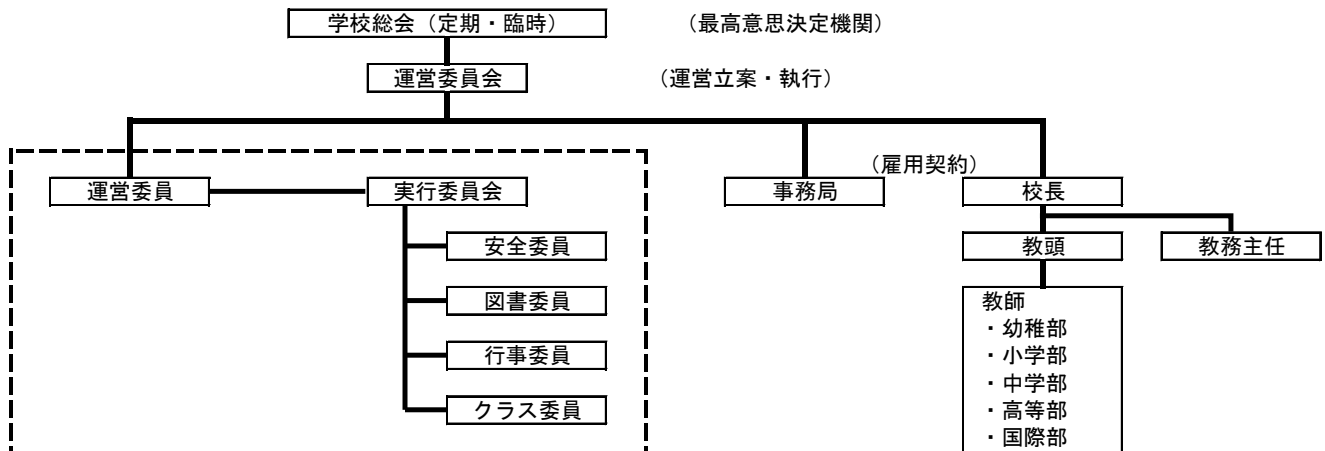 学校総会（定期・臨時）
（最高意思決定機関）
運営委員会
（運営立案・執行）
（雇用契約）
運営委員
実行委員会
事務局
校長
安全委員
教頭
教務主任
図書委員
行事委員
クラス委員
教師
・幼稚部
・小学部
・中学部
・高等部
・国際部